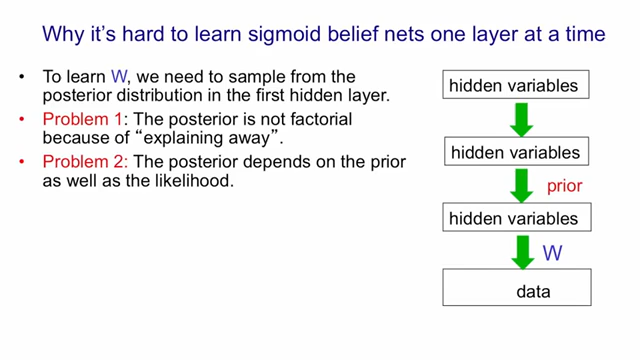 Why it's hard to learn sigmoid belief nets one layer at a time
• To learn W, we need to sample from the
posterior distribution in the first hidden layer.
• Problem 1: The posterior is not factorial
because of “explaining away”.
• Problem 2: The posterior depends on the prior
as well as the likelihood.
hidden variables
hidden variables
prior
hidden variables
W
data